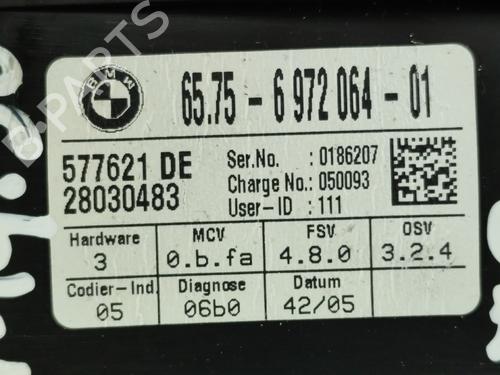 BMW
65.75 - 6 972 064 - 01
577621 DE
28030483
Ser.No. : 0186207
Charge No.: 050093
User-ID : 111
Hardware MCV FSV OSV
3 0.b.fa 4.8.0 3.2.4
Codier-Ind. Diagnose Datum
05 06b0 42/05